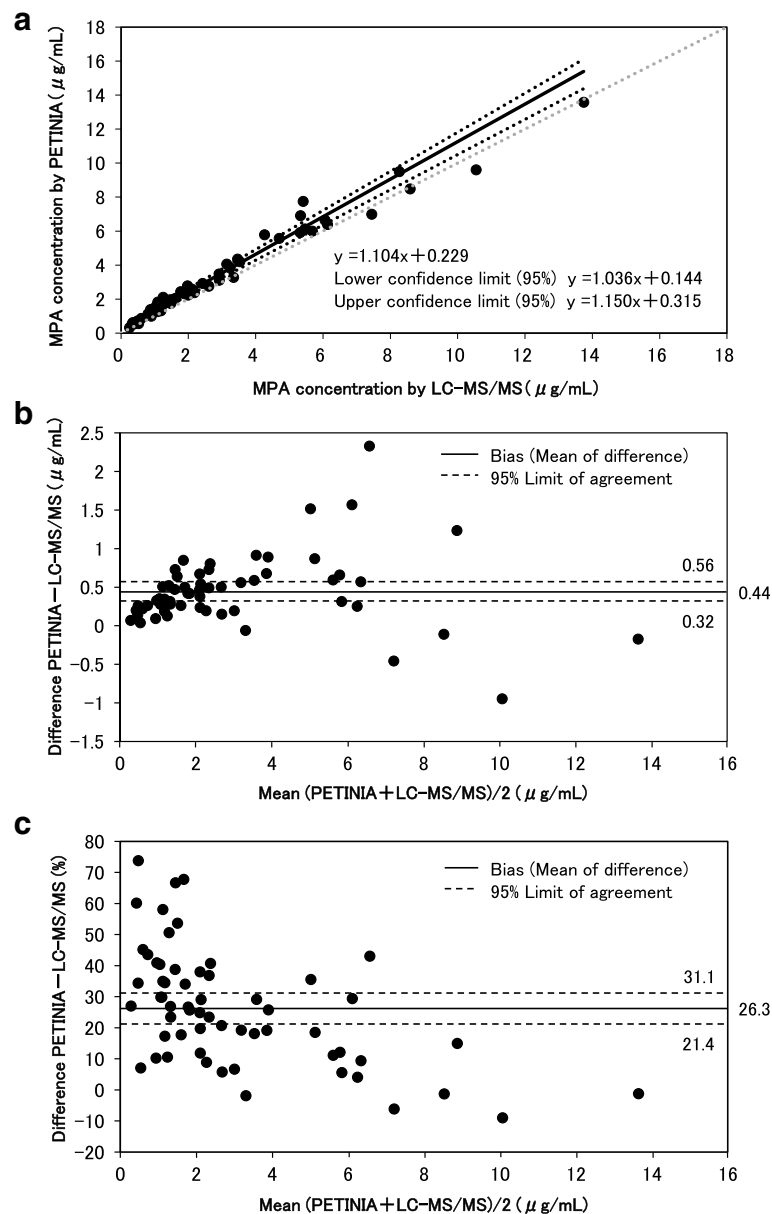 a
18
16
14
12
10
8
6
4
2
0
MPA concentration by PETINIA(μg/mL)
y =1.104x+0.229
Lower confidence limit (95%) y =1.036x+0.144
Upper confidence limit (95%) y =1.150x+0.315
0 2 4 6 8 10 12 14 16 18
MPA concentration by LC-MS/MS(μg/mL)
b
2.5
2
1.5
1
0.5
0
-0.5
-1
-1.5
Difference PETINIA-LC-MS/MS (μg/mL)
Bias (Mean of difference)
95% Limit of agreement
0.56
0.44
0.32
0 2 4 6 8 10 12 14 16
Mean (PETINIA+LC-MS/MS)/2 (μg/mL)
c
80
70
60
50
40
30
20
10
0
-10
-20
Difference PETINIA-LC-MS/MS (%)
Bias (Mean of difference)
95% Limit of agreement
31.1
26.3
21.4
0 2 4 6 8 10 12 14 16
Mean (PETINIA+LC-MS/MS)/2 (μg/mL)